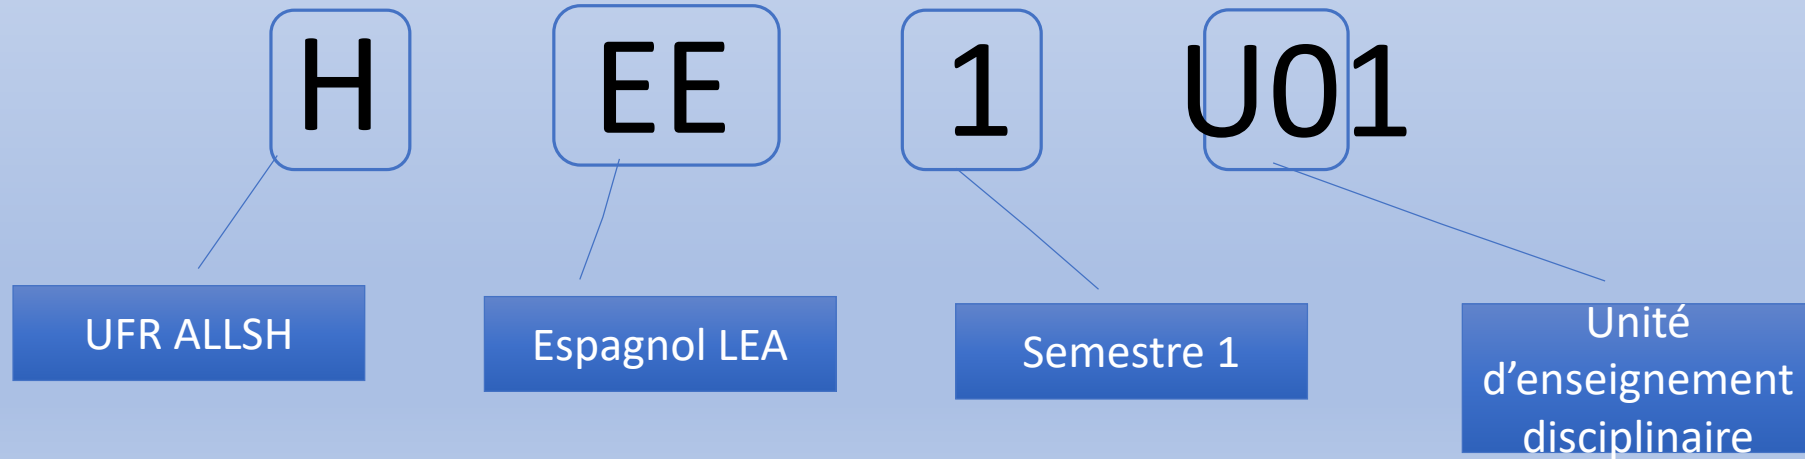 H EE 1 U01
UFR ALLSH
Espagnol LEA
Semestre 1
Unité
d’enseignement
disciplinaire